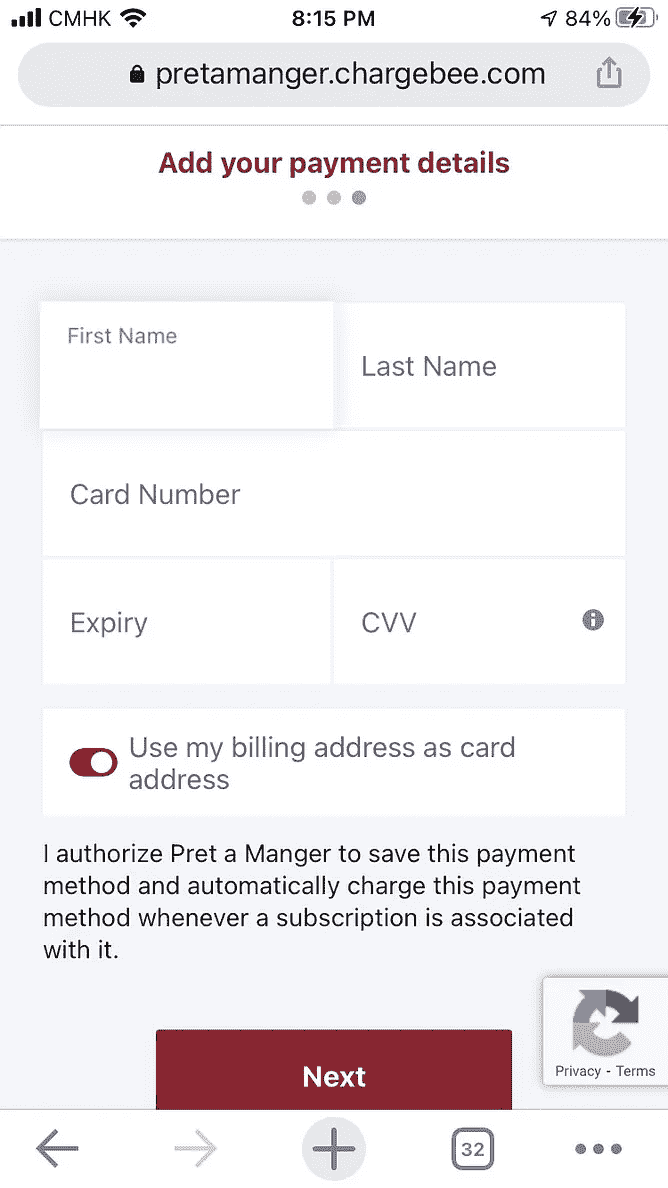 CMHK 8:15 PM 84%
pretamanger.chargebee.com
Add your payment details
First Name
Last Name
Card Number
Expiry
CVV
Use my billing address as card
address
I authorize Pret a Manger to save this payment
method and automatically charge this payment
method whenever a subscription is associated
with it.
Privacy - Terms
Next
32